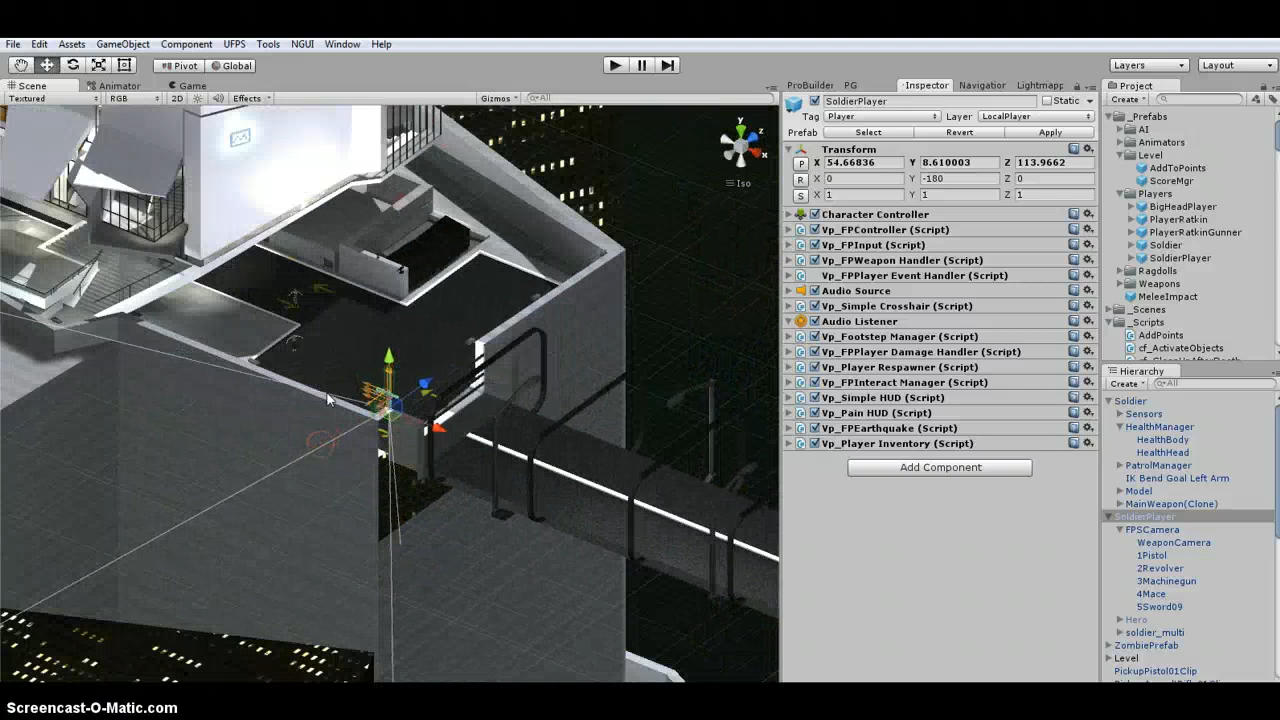 File Edit Assets GameObject Component UFPS Tools NGUI Window Help
Pivot Global Layers Layout
Scene Animator Game
Textured RGB 2D Effects Gizmos All
y
z
x
Iso
ProBuilder PG Inspector Navigator Lightmapp
SoldierPlayer Static
Tag Player Layer LocalPlayer
Prefab Select Revert Apply
Transform
P X 54.66836 Y 8.610003 Z 113.9662
R X 0 Y -180 Z 0
S X 1 Y 1 Z 1
Character Controller
Vp_FPController (Script)
Vp_FPInput (Script)
Vp_FPWeapon Handler (Script)
Vp_FPPlayer Event Handler (Script)
Audio Source
Vp_Simple Crosshair (Script)
Audio Listener
Vp_Footstep Manager (Script)
Vp_FPPlayer Damage Handler (Script)
Vp_Player Respawner (Script)
Vp_FPInteract Manager (Script)
Vp_Simple HUD (Script)
Vp_Pain HUD (Script)
Vp_FPEarthquake (Script)
Vp_Player Inventory (Script)
Add Component
Project
Create
_Prefabs
AI
Animators
Level
AddToPoints
ScoreMgr
Players
BigHeadPlayer
PlayerRatkin
PlayerRatkinGunner
Soldier
SoldierPlayer
Ragdolls
Weapons
MeleeImpact
_Scenes
_Scripts
AddPoints
cf_ActivateObjects
Hierarchy
Create All
Soldier
Sensors
HealthManager
HealthBody
HealthHead
PatrolManager
IK Bend Goal Left Arm
Model
MainWeapon(Clone)
SoldierPlayer
FPSCamera
WeaponCamera
1Pistol
2Revolver
3Machinegun
4Mace
5Sword09
Hero
soldier_multi
ZombiePrefab
Level
PickupPistol01Clip
Screencast-O-Matic.com